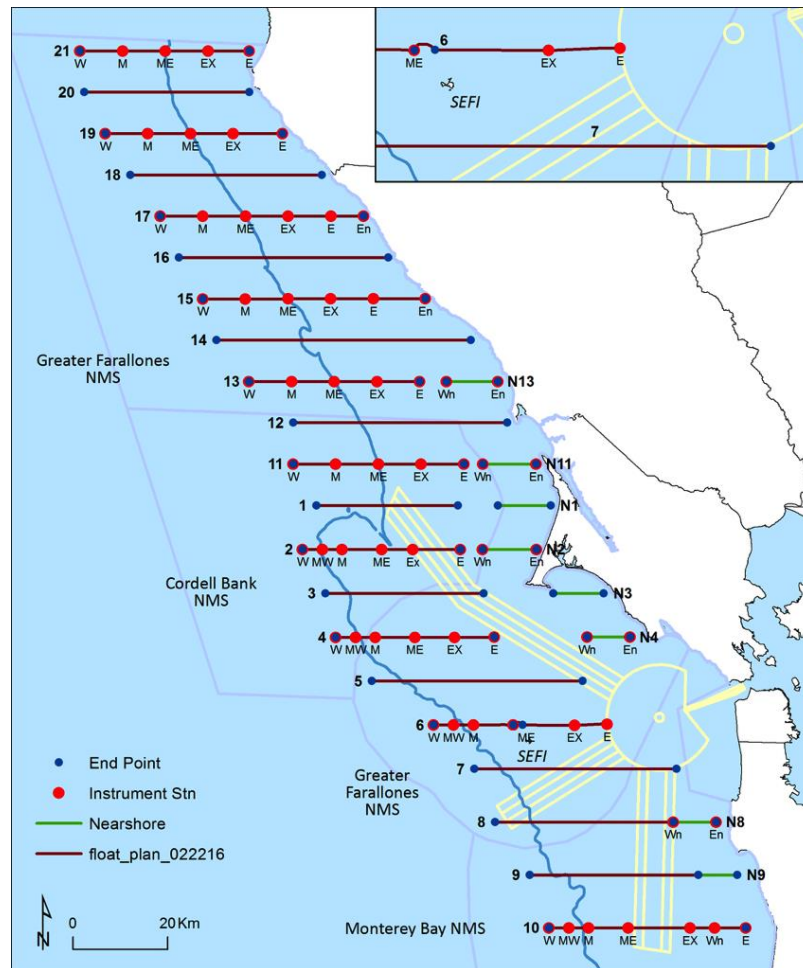 6
ME
EX
E
SEFI
7
21
W M ME EX E
20
19
W M ME EX E
18
17
W M ME EX E En
16
15
W M ME EX E En
14
Greater Farallones
NMS
13 N13
W M ME EX E Wn En
12
11 N11
W M ME EX E Wn En
1 N1
2 N2
W MW M ME Ex E Wn En
Cordell Bank
NMS
3 N3
4 N4
W MW M ME EX E Wn En
5
6
W MW M ME EX E
SEFI
7
Greater
Farallones
NMS
8 N8
Wn En
9 N9
Monterey Bay NMS
10
W MW M ME EX Wn E
End Point
Instrument Stn
Nearshore
float_plan_022216
N
0 20 Km